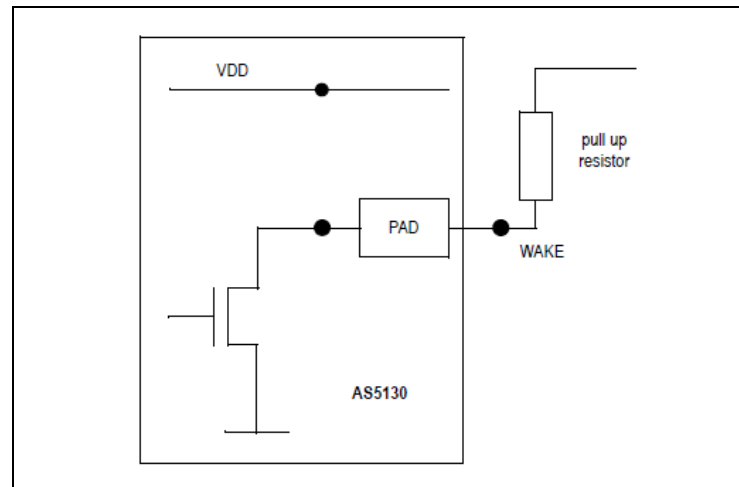 VDD
pull up
resistor
PAD
WAKE
AS5130